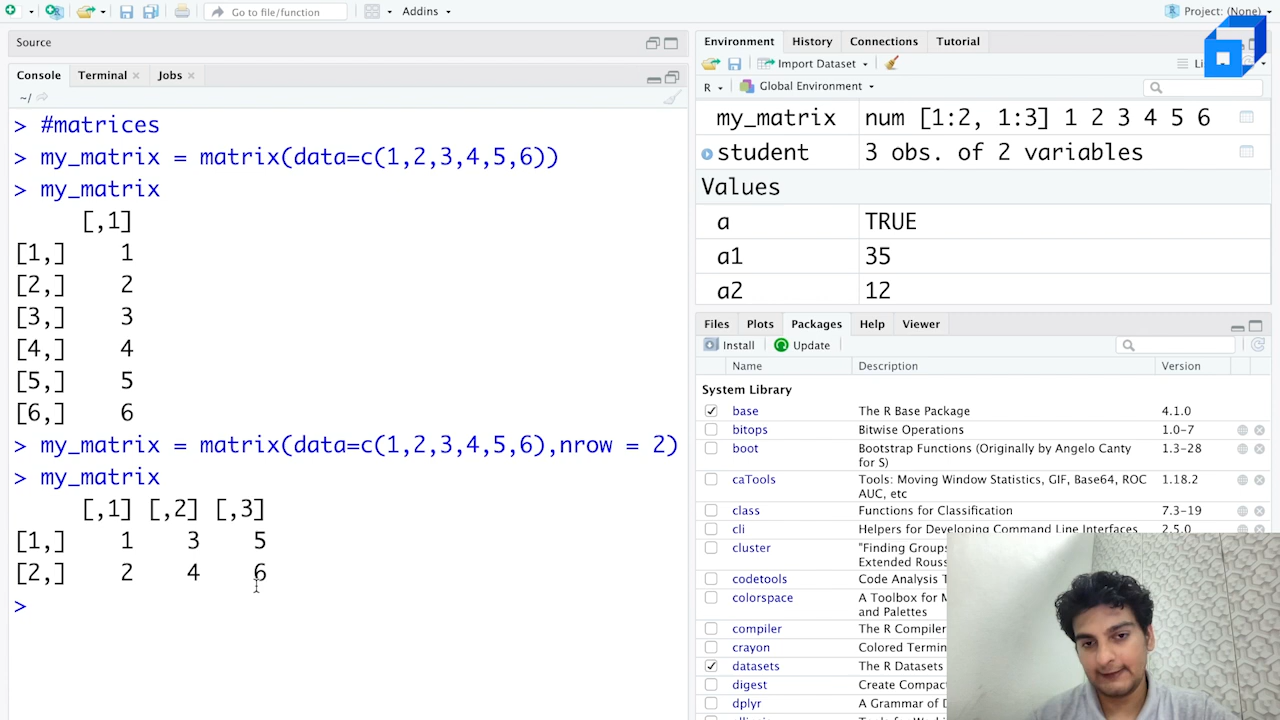 Go to file/function
Addins
Project: (None)
Source
Console Terminal Jobs
~/
> #matrices
> my_matrix = matrix(data=c(1,2,3,4,5,6))
> my_matrix
[,1]
[1,] 1
[2,] 2
[3,] 3
[4,] 4
[5,] 5
[6,] 6
> my_matrix = matrix(data=c(1,2,3,4,5,6),nrow = 2)
> my_matrix
[,1] [,2] [,3]
[1,] 1 3 5
[2,] 2 4 6
>
Environment History Connections Tutorial
Import Dataset
R Global Environment
my_matrix num [1:2, 1:3] 1 2 3 4 5 6
student 3 obs. of 2 variables
Values
a TRUE
a1 35
a2 12
Files Plots Packages Help Viewer
Install Update
Name Description Version
System Library
base The R Base Package 4.1.0
bitops Bitwise Operations 1.0-7
boot Bootstrap Functions (Originally by Angelo Canty for S) 1.3-28
caTools Tools: Moving Window Statistics, GIF, Base64, ROC AUC, etc 1.18.2
class Functions for Classification 7.3-19
cli Helpers for Developing Command Line Interfaces 2.5.0
cluster "Finding Groups
Extended Rous
codetools Code Analysis T
colorspace A Toolbox for M
and Palettes
compiler The R Compiler
crayon Colored Termin
datasets The R Datasets
digest Create Compac
dplyr A Grammar of D